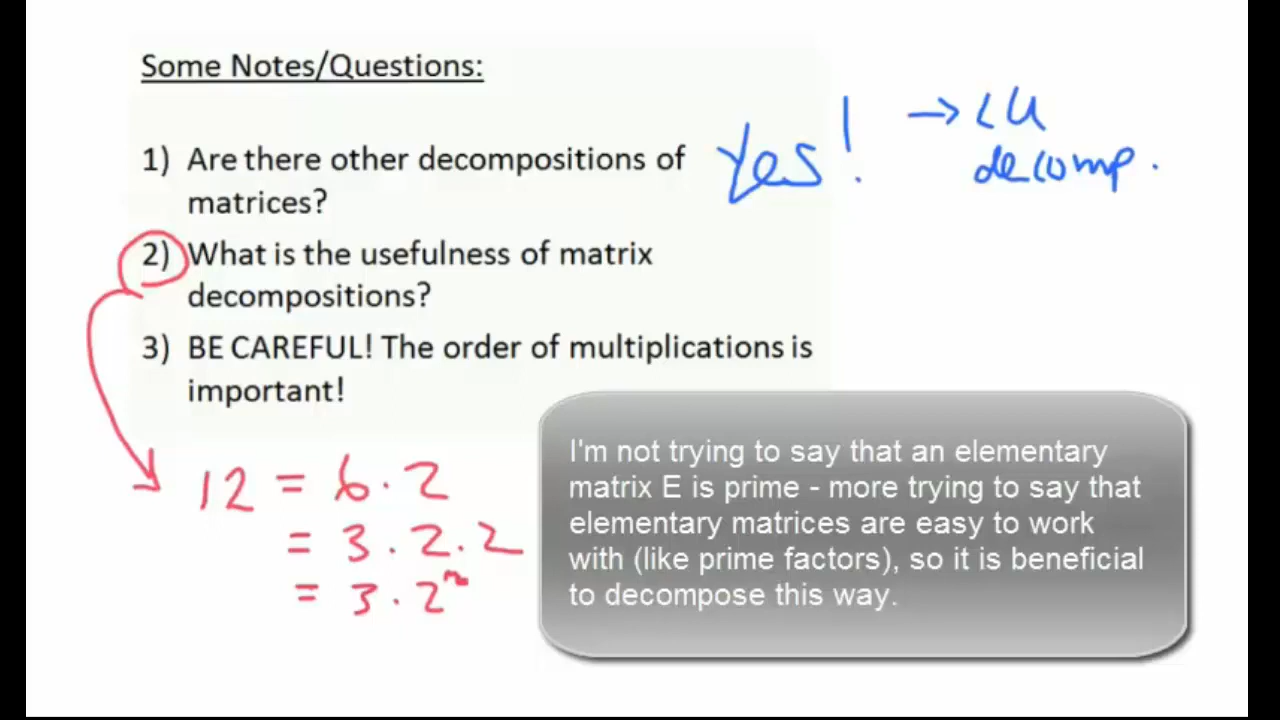 Some Notes/Questions:
1) Are there other decompositions of
matrices?
Yes! → LU
decomp.
2) What is the usefulness of matrix
decompositions?
3) BE CAREFUL! The order of multiplications is
important!
12 = 6 · 2
= 3 · 2 · 2
= 3 · 2²
I'm not trying to say that an elementary
matrix E is prime - more trying to say that
elementary matrices are easy to work
with (like prime factors), so it is beneficial
to decompose this way.